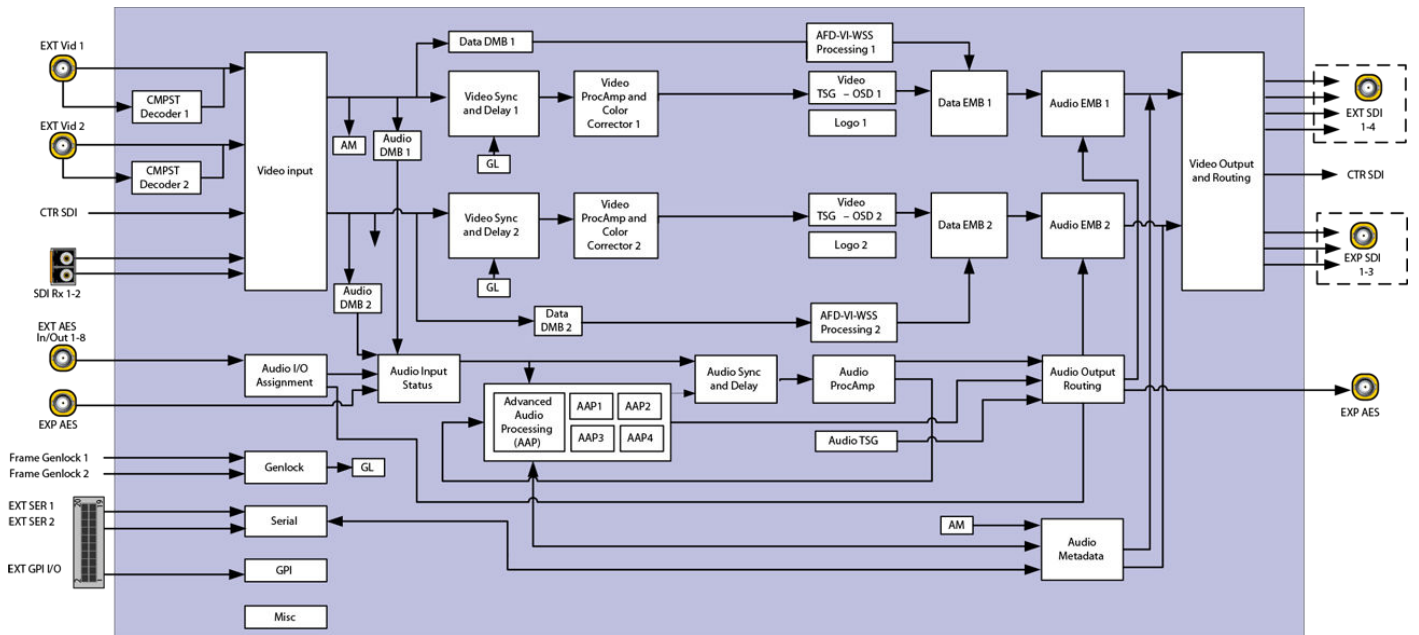 EXT Vid 1
CMPST
Decoder 1
EXT Vid 2
CMPST
Decoder 2
CTR SDI
SDI Rx 1-2
EXT AES
In/Out 1-8
EXP AES
Frame Genlock 1
Frame Genlock 2
EXT SER 1
EXT SER 2
EXT GPI I/O
Video input
Audio I/O
Assignment
Genlock
GL
Serial
GPI
Misc
Data DMB 1
AM
Audio
DMB 1
Video Sync
and Delay 1
GL
Video
ProcAmp and
Color
Corrector 1
AFD-VI-WSS
Processing 1
Video
TSG – OSD 1
Logo 1
Data EMB 1
Audio EMB 1
Audio
DMB 2
Video Sync
and Delay 2
GL
Video
ProcAmp and
Color
Corrector 2
Video
TSG – OSD 2
Logo 2
Data EMB 2
Audio EMB 2
Data
DMB 2
AFD-VI-WSS
Processing 2
Audio Input
Status
Advanced
Audio
Processing
(AAP)
AAP1
AAP2
AAP3
AAP4
Audio Sync
and Delay
Audio
ProcAmp
Audio TSG
Audio Output
Routing
AM
Audio
Metadata
Video Output
and Routing
EXT SDI
1-4
CTR SDI
EXP SDI
1-3
EXP AES